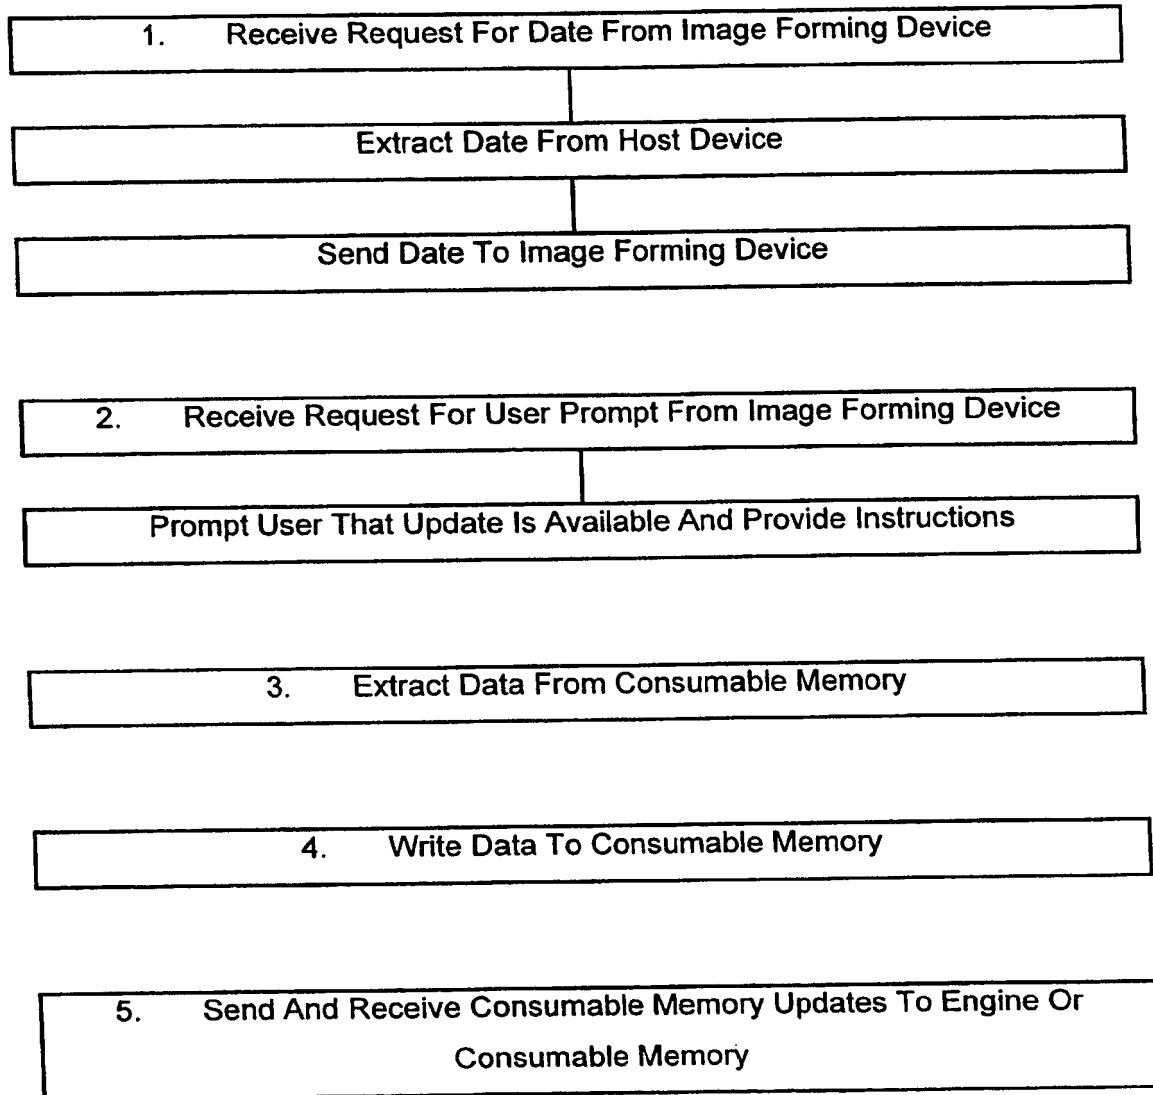 1. Receive Request For Date From Image Forming Device
Extract Date From Host Device
Send Date To Image Forming Device
2. Receive Request For User Prompt From Image Forming Device
Prompt User That Update Is Available And Provide Instructions
3. Extract Data From Consumable Memory
4. Write Data To Consumable Memory
5. Send And Receive Consumable Memory Updates To Engine Or
Consumable Memory